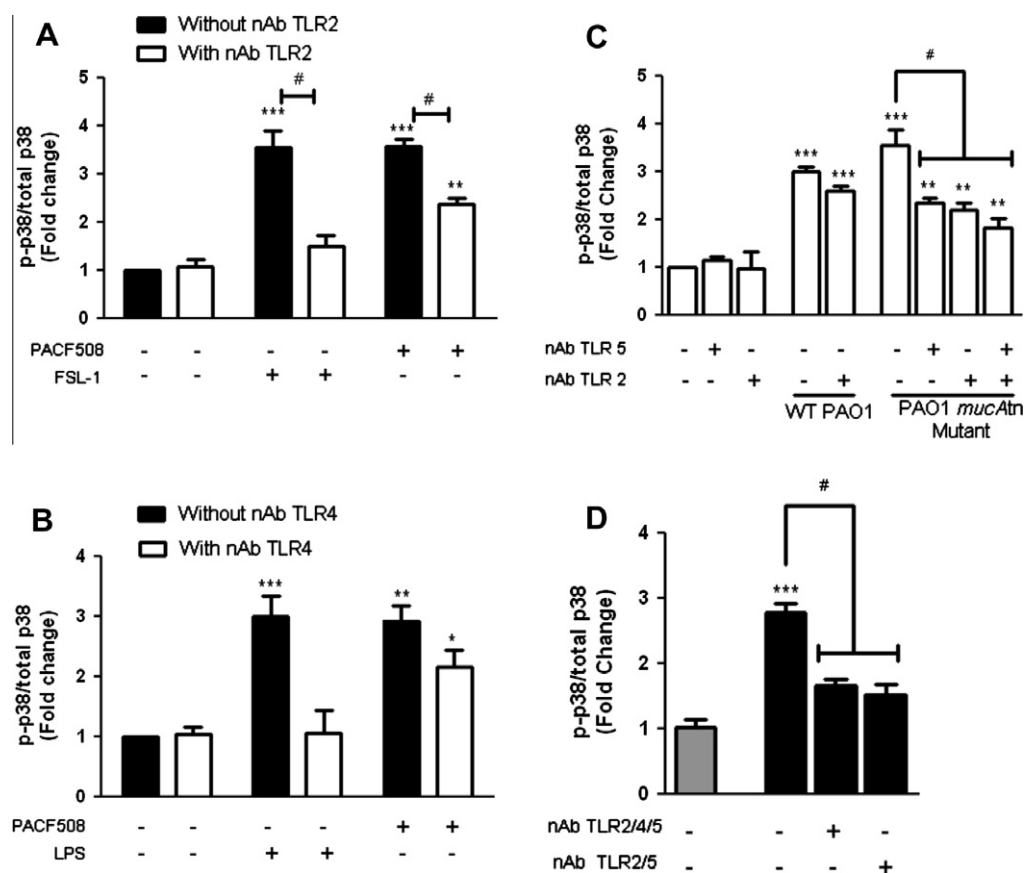 A
Without nAb TLR2
With nAb TLR2
p-p38/total p38
(Fold change)
5
4
3
2
1
0
***
#
***
#
**
PACF508 - - - - + +
FSL-1 - - + + - -
C
p-p38/total p38
(Fold change)
5
4
3
2
1
0
#
***
***
***
**
**
**
nAb TLR 5 - + - - - - + - +
nAb TLR 2 - - + - + - - + +
WT PAO1
PAO1 mucAtn
Mutant
B
Without nAb TLR4
With nAb TLR4
p-p38/total p38
(Fold change)
4
3
2
1
0
***
**
*
PACF508 - - - - + +
LPS - - + + - -
D
p-p38/total p38
(Fold Change)
4
3
2
1
0
#
***
nAb TLR2/4/5 - - + -
nAb TLR2/5 - - - +